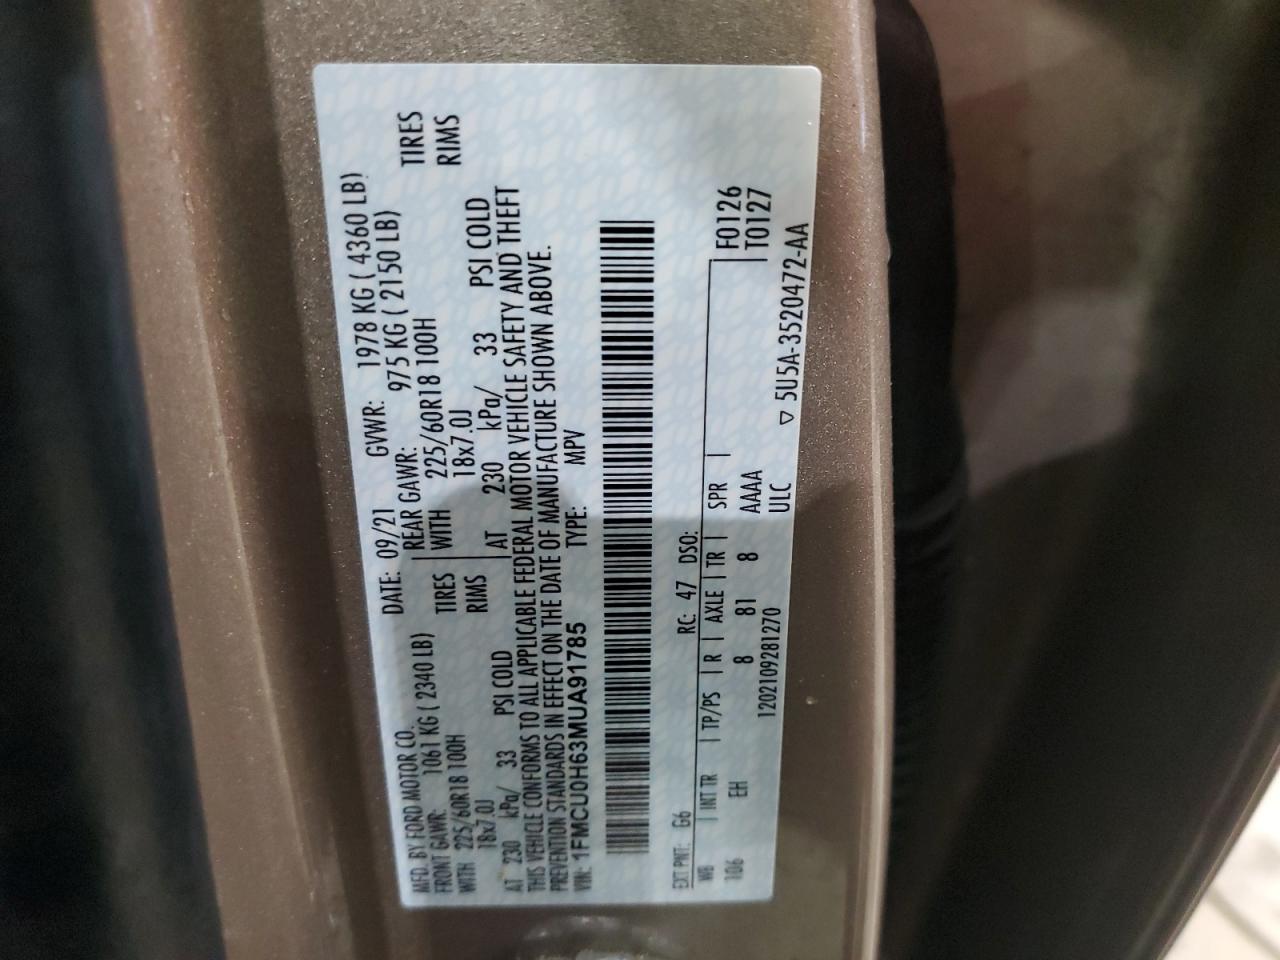 MFD. BY FORD MOTOR CO.
DATE: 09/21 GVWR: 1978 KG ( 4360 LB)
FRONT GAWR: 1061 KG ( 2340 LB) REAR GAWR: 975 KG ( 2150 LB)
WITH 225/60R18 100H TIRES WITH 225/60R18 100H TIRES
18x7.0J RIMS 18x7.0J RIMS
AT 230 kPa/ 33 PSI COLD AT 230 kPa/ 33 PSI COLD
THIS VEHICLE CONFORMS TO ALL APPLICABLE FEDERAL MOTOR VEHICLE SAFETY AND THEFT
PREVENTION STANDARDS IN EFFECT ON THE DATE OF MANUFACTURE SHOWN ABOVE.
VIN: 1FMCU0H63MUA91785 TYPE: MPV
EXT PNT: G6 RC: 47 DSO:
WB INT TR TP/PS R AXLE TR SPR F0126
106 EH 8 81 8 AAAA T0127
1202109281270 ULC
▽ 5U5A-3520472-AA